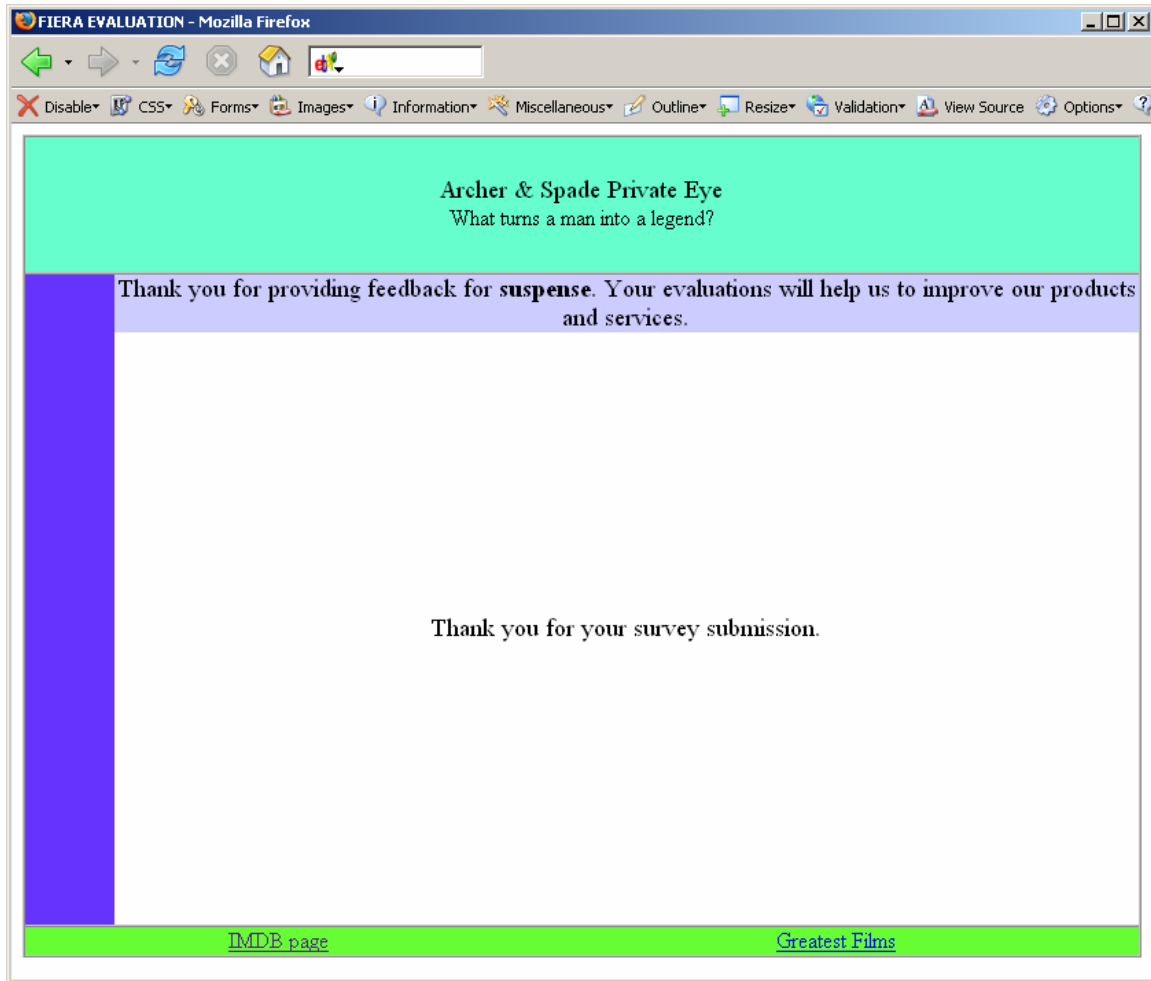 FIERA EVALUATION - Mozilla Firefox
Disable CSS Forms Images Information Miscellaneous Outline Resize Validation View Source Options
Archer & Spade Private Eye
What turns a man into a legend?
Thank you for providing feedback for suspense. Your evaluations will help us to improve our products
and services.
Thank you for your survey submission.
IMDB page Greatest Films